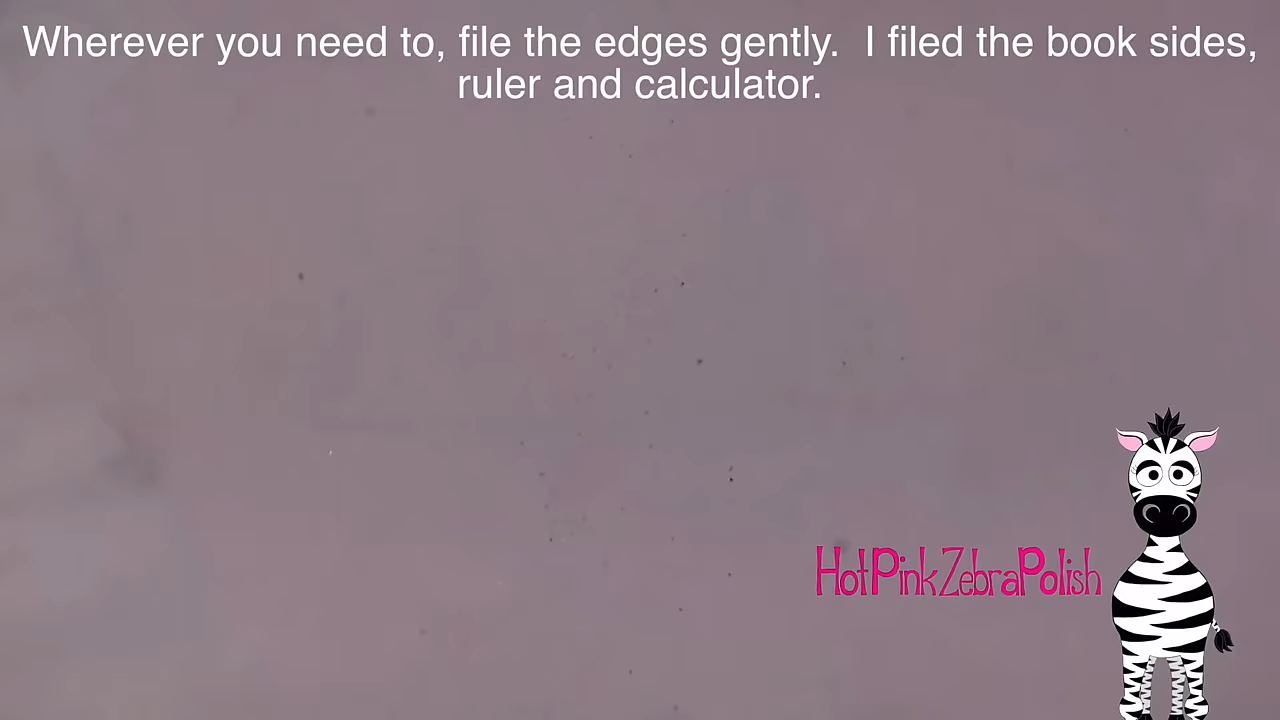 Wherever you need to, file the edges gently.  I filed the book sides,
ruler and calculator.
HotPinkZebraPolish